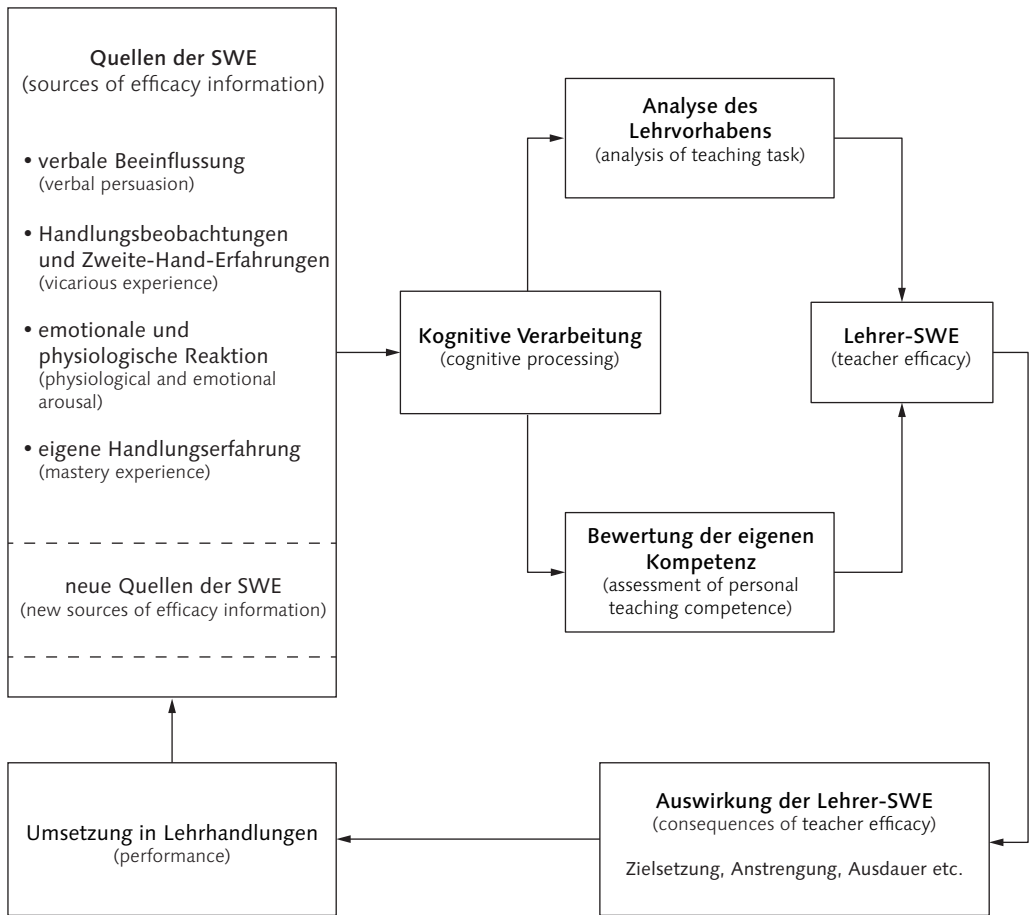 Quellen der SWE
(sources of efficacy information)
• verbale Beeinflussung
(verbal persuasion)
• Handlungsbeobachtungen
und Zweite-Hand-Erfahrungen
(vicarious experience)
• emotionale und
physiologische Reaktion
(physiological and emotional
arousal)
• eigene Handlungserfahrung
(mastery experience)
neue Quellen der SWE
(new sources of efficacy information)
Kognitive Verarbeitung
(cognitive processing)
Analyse des
Lehrvorhabens
(analysis of teaching task)
Bewertung der eigenen
Kompetenz
(assessment of personal
teaching competence)
Lehrer-SWE
(teacher efficacy)
Auswirkung der Lehrer-SWE
(consequences of teacher efficacy)
Zielsetzung, Anstrengung, Ausdauer etc.
Umsetzung in Lehrhandlungen
(performance)